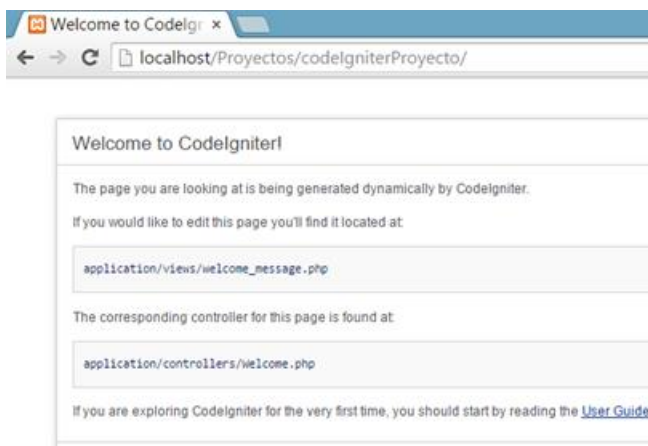 Welcome to CodeIgr ×
localhost/Proyectos/codeIgniterProyecto/
Welcome to CodeIgniter!
The page you are looking at is being generated dynamically by CodeIgniter.
If you would like to edit this page you'll find it located at:
application/views/welcome_message.php
The corresponding controller for this page is found at:
application/controllers/Welcome.php
If you are exploring CodeIgniter for the very first time, you should start by reading the User Guide